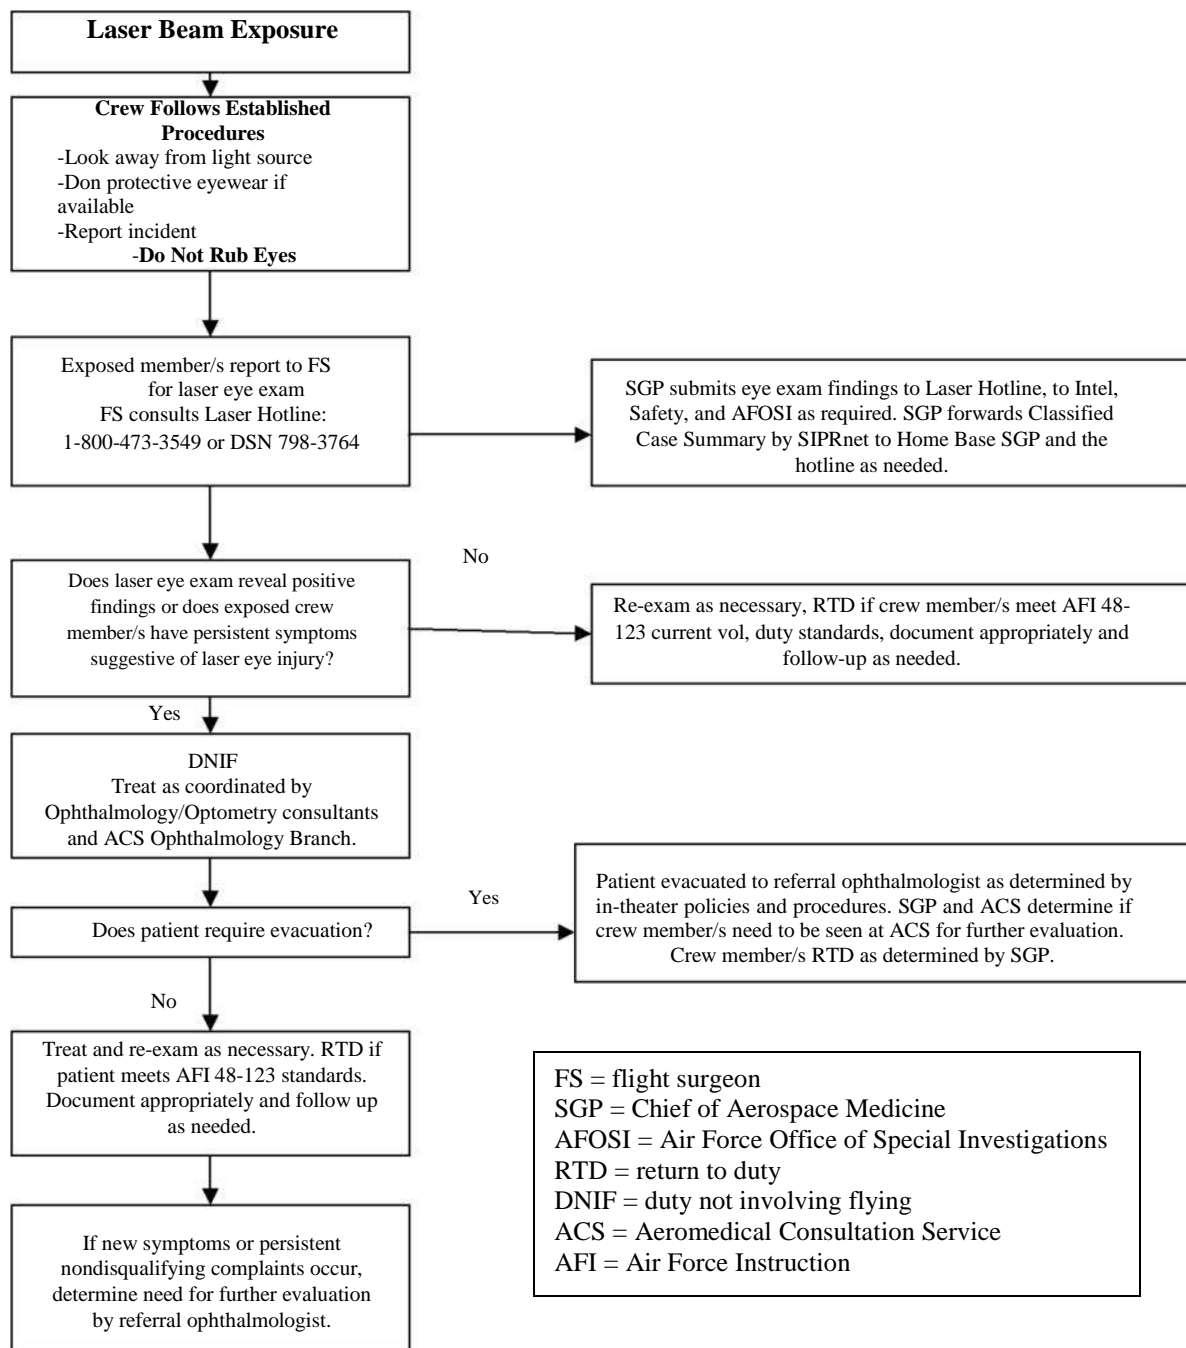 Laser Beam Exposure
Crew Follows Established
Procedures
-Look away from light source
-Don protective eyewear if
available
-Report incident
-Do Not Rub Eyes
Exposed member/s report to FS
for laser eye exam
FS consults Laser Hotline:
1-800-473-3549 or DSN 798-3764
SGP submits eye exam findings to Laser Hotline, to Intel,
Safety, and AFOSI as required. SGP forwards Classified
Case Summary by SIPRnet to Home Base SGP and the
hotline as needed.
Does laser eye exam reveal positive
findings or does exposed crew
member/s have persistent symptoms
suggestive of laser eye injury?
No
Re-exam as necessary, RTD if crew member/s meet AFI 48-
123 current vol, duty standards, document appropriately and
follow-up as needed.
Yes
DNIF
Treat as coordinated by
Ophthalmology/Optometry consultants
and ACS Ophthalmology Branch.
Does patient require evacuation?
Yes
Patient evacuated to referral ophthalmologist as determined by
in-theater policies and procedures. SGP and ACS determine if
crew member/s need to be seen at ACS for further evaluation.
Crew member/s RTD as determined by SGP.
No
Treat and re-exam as necessary. RTD if
patient meets AFI 48-123 standards.
Document appropriately and follow up
as needed.
If new symptoms or persistent
nondisqualifying complaints occur,
determine need for further evaluation
by referral ophthalmologist.
FS = flight surgeon
SGP = Chief of Aerospace Medicine
AFOSI = Air Force Office of Special Investigations
RTD = return to duty
DNIF = duty not involving flying
ACS = Aeromedical Consultation Service
AFI = Air Force Instruction